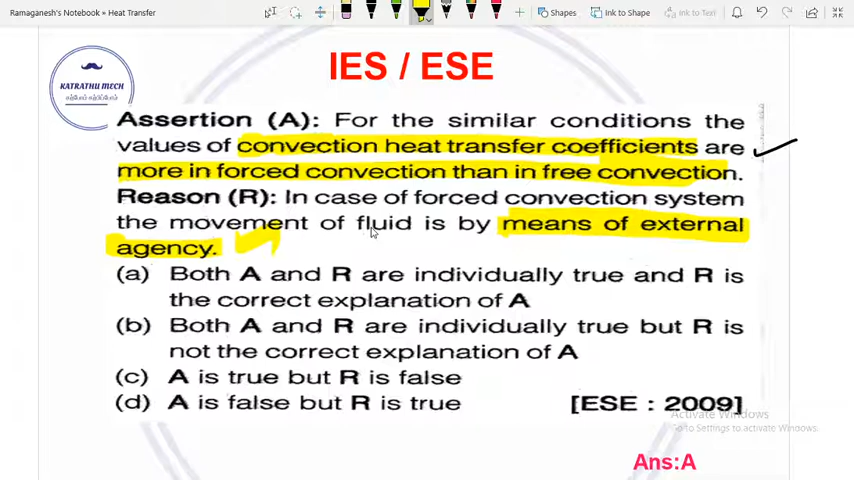 Ramaganesh's Notebook » Heat Transfer
Shapes
Ink to Shape
Ink to Text
IES / ESE
KATRATHU MECH
கற்போம் கற்பிப்போம்
Assertion (A): For the similar conditions the
values of convection heat transfer coefficients are
more in forced convection than in free convection.
Reason (R): In case of forced convection system
the movement of fluid is by means of external
agency.
(a) Both A and R are individually true and R is
the correct explanation of A
(b) Both A and R are individually true but R is
not the correct explanation of A
(c) A is true but R is false
(d) A is false but R is true
[ESE : 2009]
Activate Windows
Go to Settings to activate Windows.
Ans:A